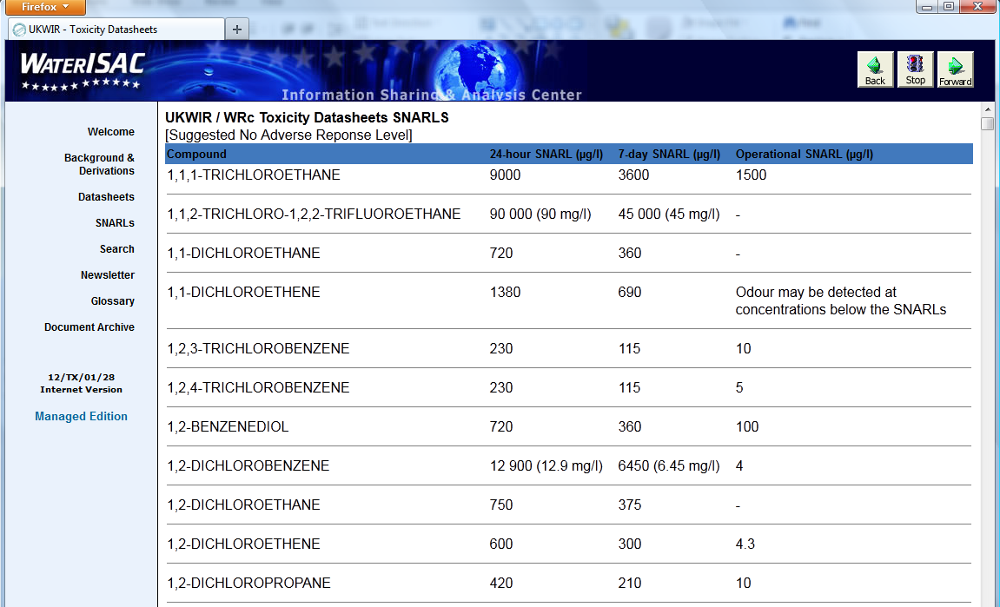 Firefox
UKWIR - Toxicity Datasheets
+
WATERISAC
Information Sharing & Analysis Center
Back
Stop
Forward
Welcome
Background &
Derivations
Datasheets
SNARLs
Search
Newsletter
Glossary
Document Archive
12/TX/01/28
Internet Version
Managed Edition
UKWIR / WRc Toxicity Datasheets SNARLS
[Suggested No Adverse Reponse Level]
Compound 24-hour SNARL (µg/l) 7-day SNARL (µg/l) Operational SNARL (µg/l)
1,1,1-TRICHLOROETHANE 9000 3600 1500
1,1,2-TRICHLORO-1,2,2-TRIFLUOROETHANE 90 000 (90 mg/l) 45 000 (45 mg/l) -
1,1-DICHLOROETHANE 720 360 -
1,1-DICHLOROETHENE 1380 690 Odour may be detected at
concentrations below the SNARLs
1,2,3-TRICHLOROBENZENE 230 115 10
1,2,4-TRICHLOROBENZENE 230 115 5
1,2-BENZENEDIOL 720 360 100
1,2-DICHLOROBENZENE 12 900 (12.9 mg/l) 6450 (6.45 mg/l) 4
1,2-DICHLOROETHANE 750 375 -
1,2-DICHLOROETHENE 600 300 4.3
1,2-DICHLOROPROPANE 420 210 10